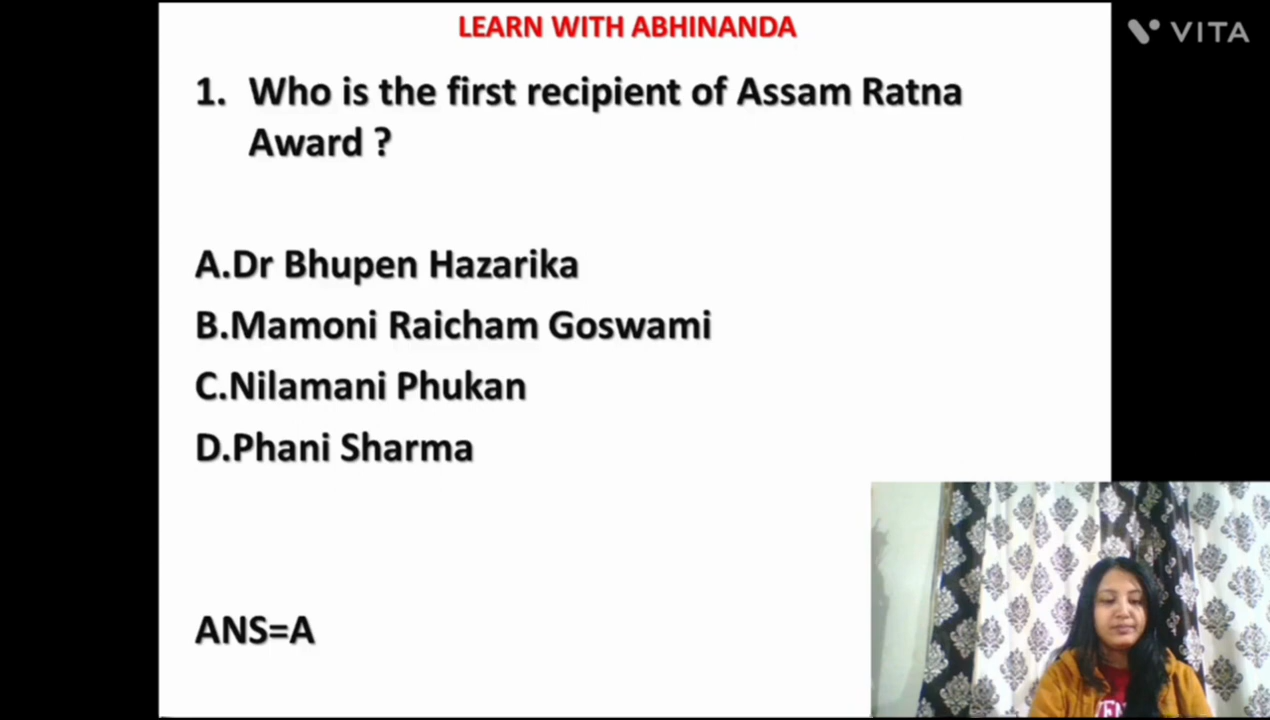 LEARN WITH ABHINANDA
VITA
1. Who is the first recipient of Assam Ratna
Award ?
A.Dr Bhupen Hazarika
B.Mamoni Raicham Goswami
C.Nilamani Phukan
D.Phani Sharma
ANS=A